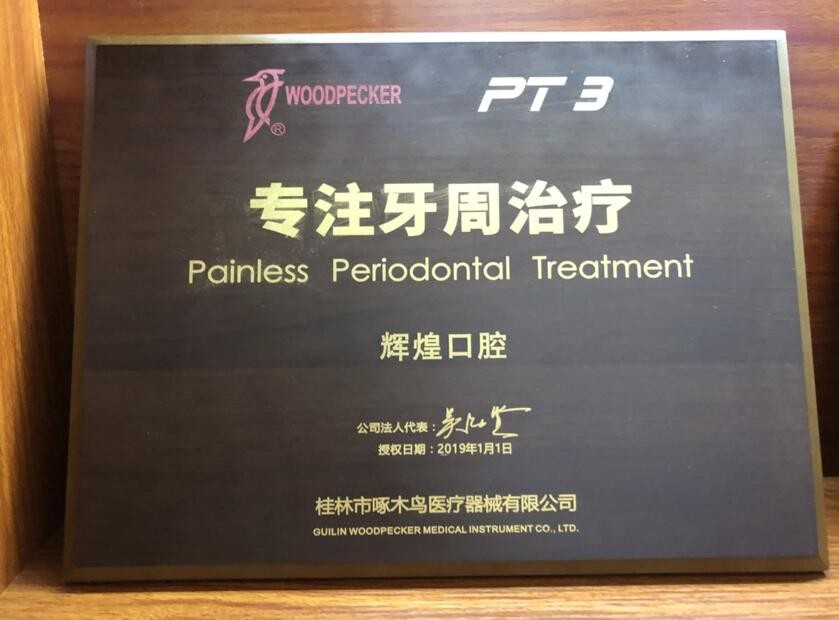 WOODPECKER PT 3
®
专注牙周治疗
Painless Periodontal Treatment
辉煌口腔
公司法人代表：
授权日期：2019年1月1日
桂林市啄木鸟医疗器械有限公司
GUILIN WOODPECKER MEDICAL INSTRUMENT CO., LTD.